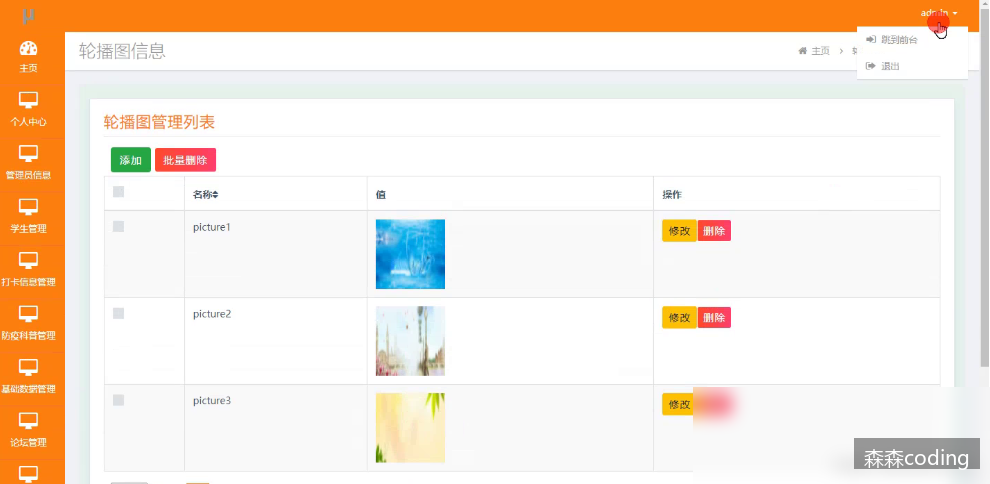 admin
跳到前台
退出
主页
轮播图信息
主页
个人中心
管理员信息
学生管理
打卡信息管理
防疫科普管理
基础数据管理
论坛管理
轮播图管理列表
添加 批量删除
名称 值 操作
picture1 修改 删除
picture2 修改 删除
picture3 修改
森森coding